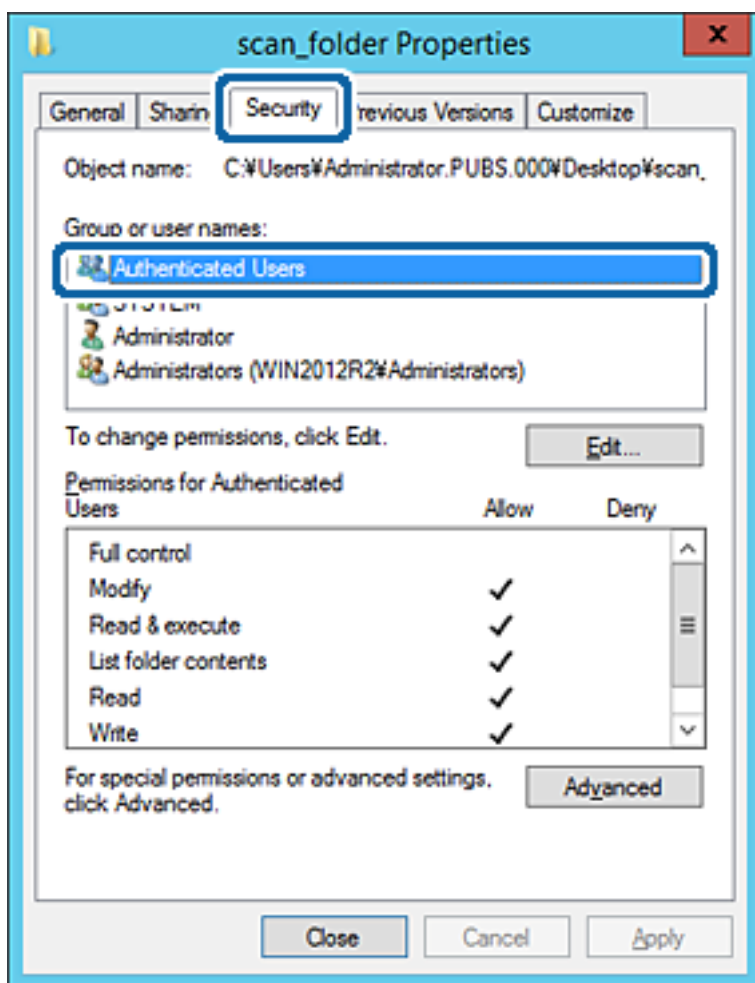 scan_folder Properties
x
General Security Previous Versions Customize
Object name: C:¥Users¥Administrator.PUBS.000¥Desktop¥scan_
Group or user names:
Authenticated Users
SYSTEM
Administrator
Administrators (WIN2012R2¥Administrators)
To change permissions, click Edit.
Edit...
Permissions for Authenticated
Users Allow Deny
Full control
Modify
Read & execute
List folder contents
Read
Write
For special permissions or advanced settings,
click Advanced.
Advanced
Close Cancel Apply